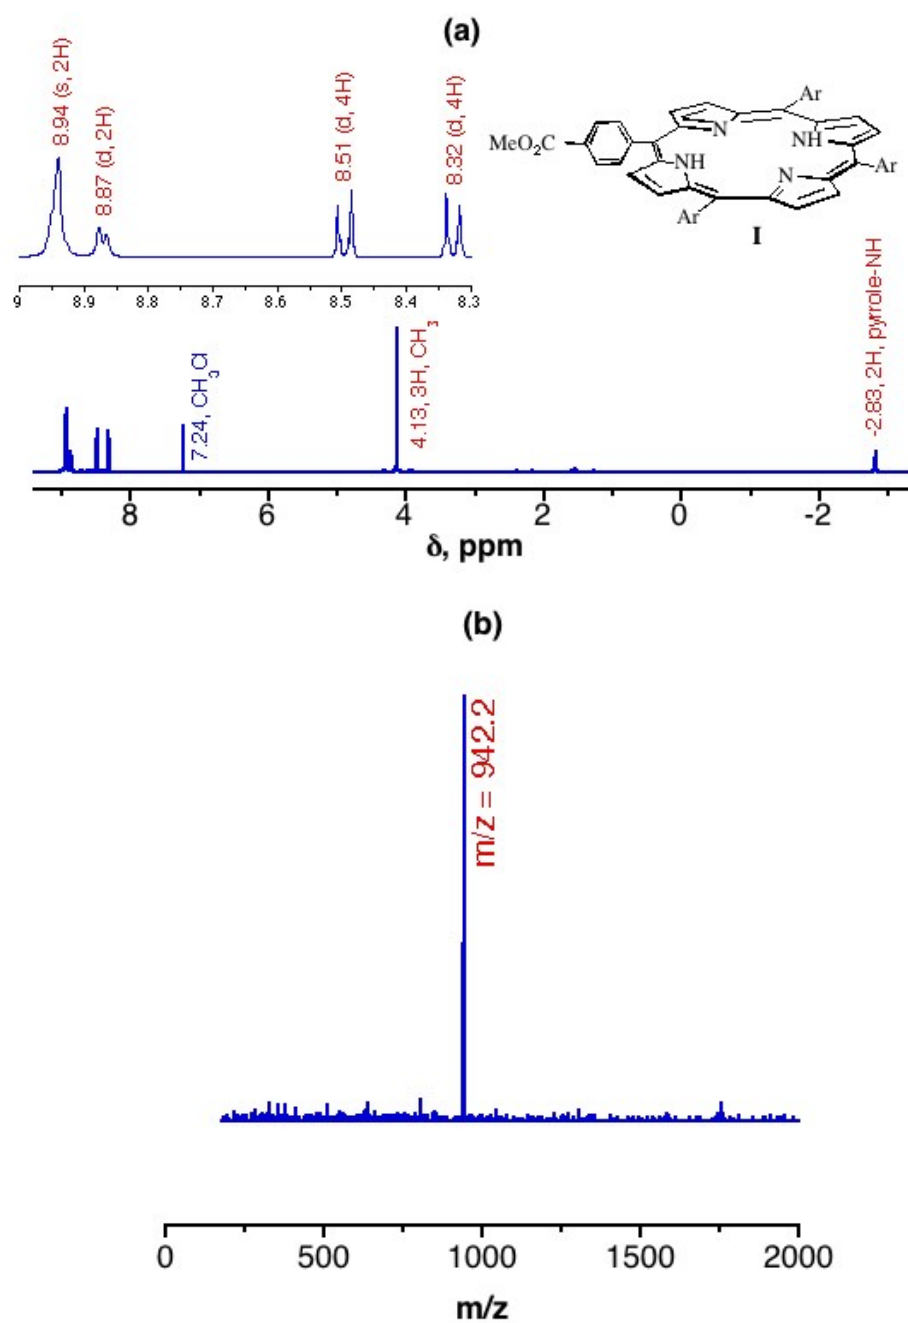 (a)
8.94 (s, 2H)
8.87 (d, 2H)
8.51 (d, 4H)
8.32 (d, 4H)
MeO₂C
Ar
N
NH
NH
N
Ar
Ar
I
9 8.9 8.8 8.7 8.6 8.5 8.4 8.3
7.24, CH₃Cl
4.13, 3H, CH₃
-2.83, 2H, pyrrole-NH
8 6 4 2 0 -2
δ, ppm
(b)
m/z = 942.2
0 500 1000 1500 2000
m/z